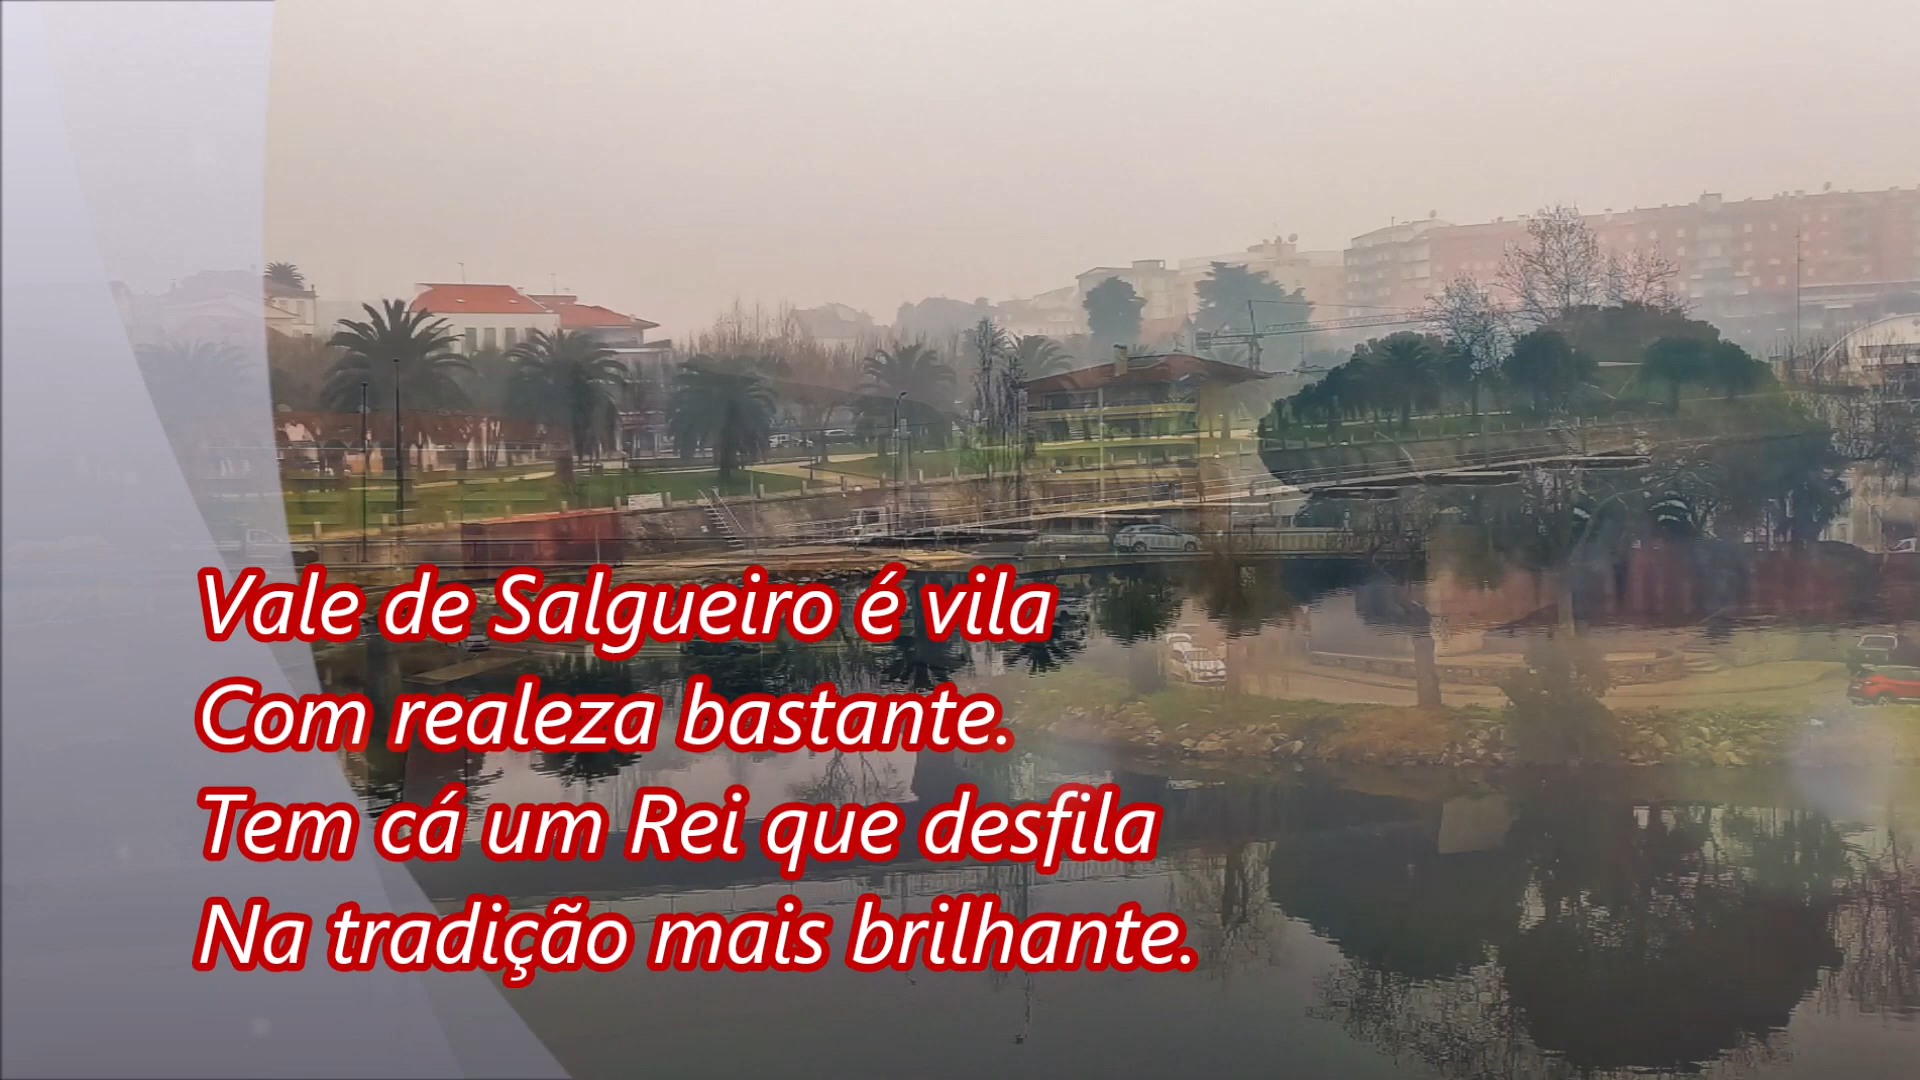 Vale de Salgueiro é vila
Com realeza bastante.
Tem cá um Rei que desfila
Na tradição mais brilhante.